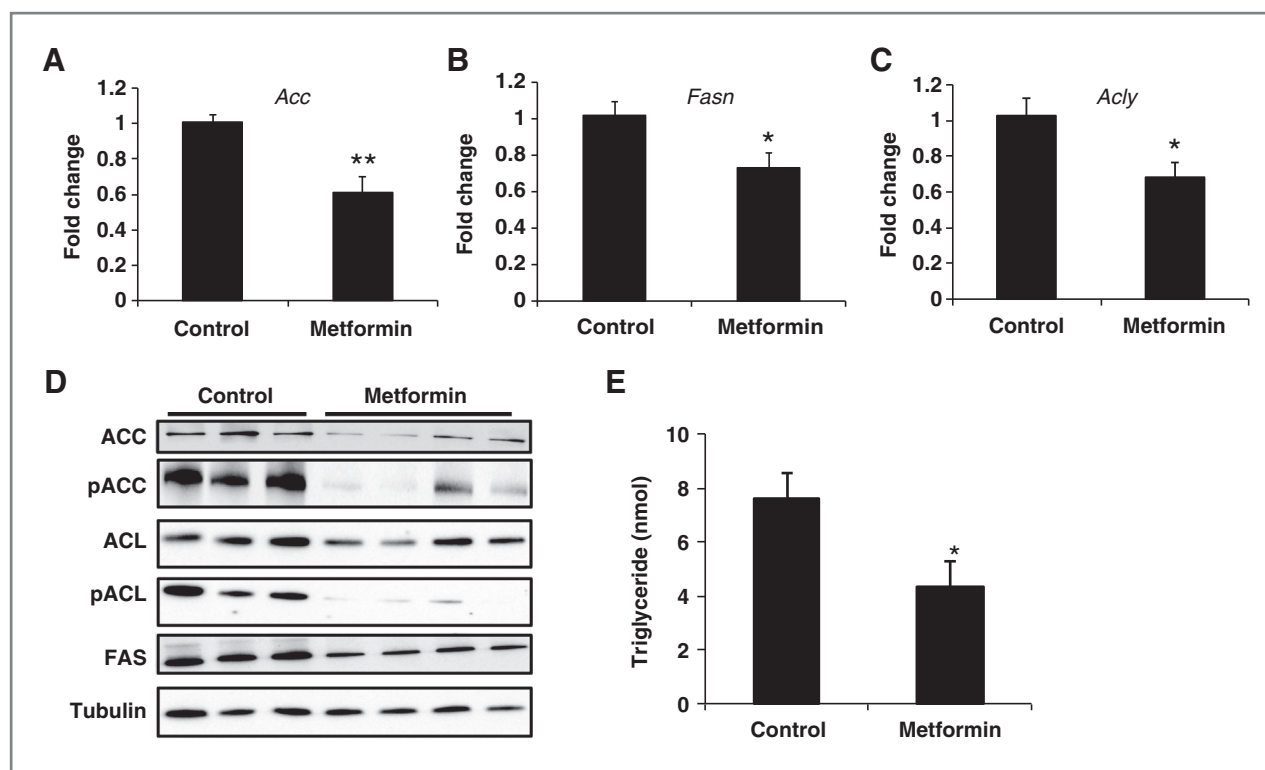 A
Acc
Fold change
1.2
1
0.8
0.6
0.4
0.2
0
**
Control
Metformin
B
Fasn
Fold change
1.2
1
0.8
0.6
0.4
0.2
0
*
Control
Metformin
C
Acly
Fold change
1.2
1
0.8
0.6
0.4
0.2
0
*
Control
Metformin
D
Control
Metformin
ACC
pACC
ACL
pACL
FAS
Tubulin
E
Triglyceride (nmol)
10
8
6
4
2
0
*
Control
Metformin